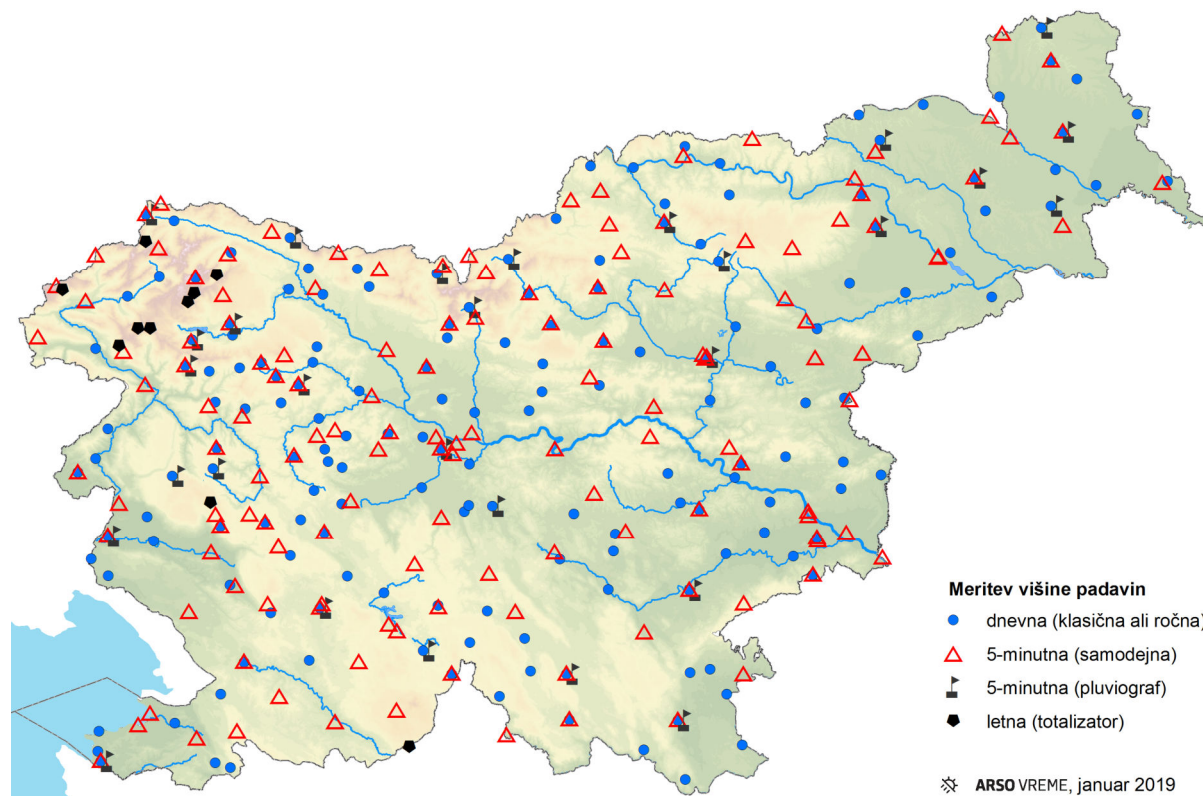 Meritev višine padavin
dnevna (klasična ali ročna)
5-minutna (samodejna)
5-minutna (pluviograf)
letna (totalizator)
ARSO VREME, januar 2019